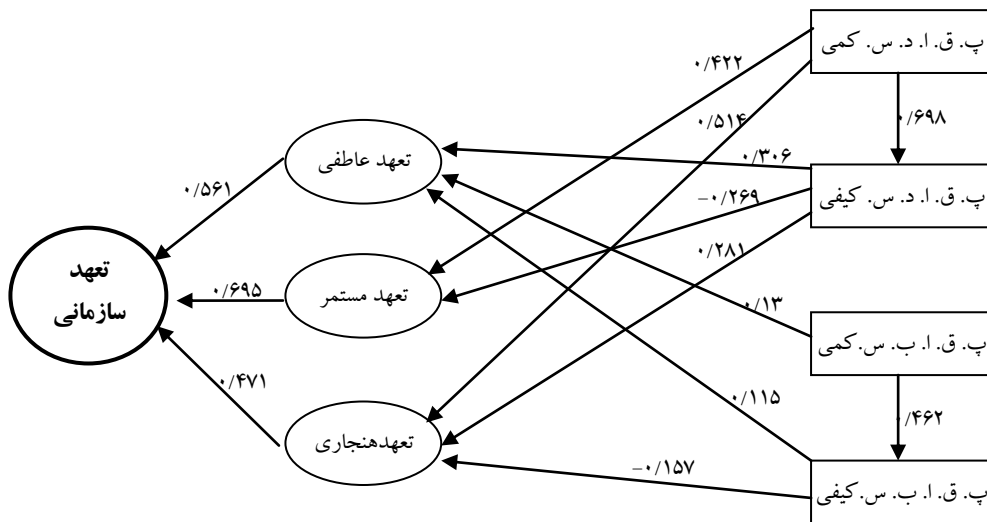 پ. ق. ا. د. س. کمی
۰/۴۲۲
۰/۵۱۴
۰/۶۹۸
تعهد عاطفی
۰/۳۰۶
۰/۵۶۱
-۰/۲۶۹
پ. ق. ا. د. س. کیفی
تعهد
سازمانی
۰/۲۸۱
تعهد مستمر
۰/۶۹۵
۰/۱۳
پ. ق. ا. ب. س.کمی
۰/۴۷۱
۰/۱۱۵
۰/۴۶۲
تعهدهنجاری
-۰/۱۵۷
پ. ق. ا. ب. س.کیفی